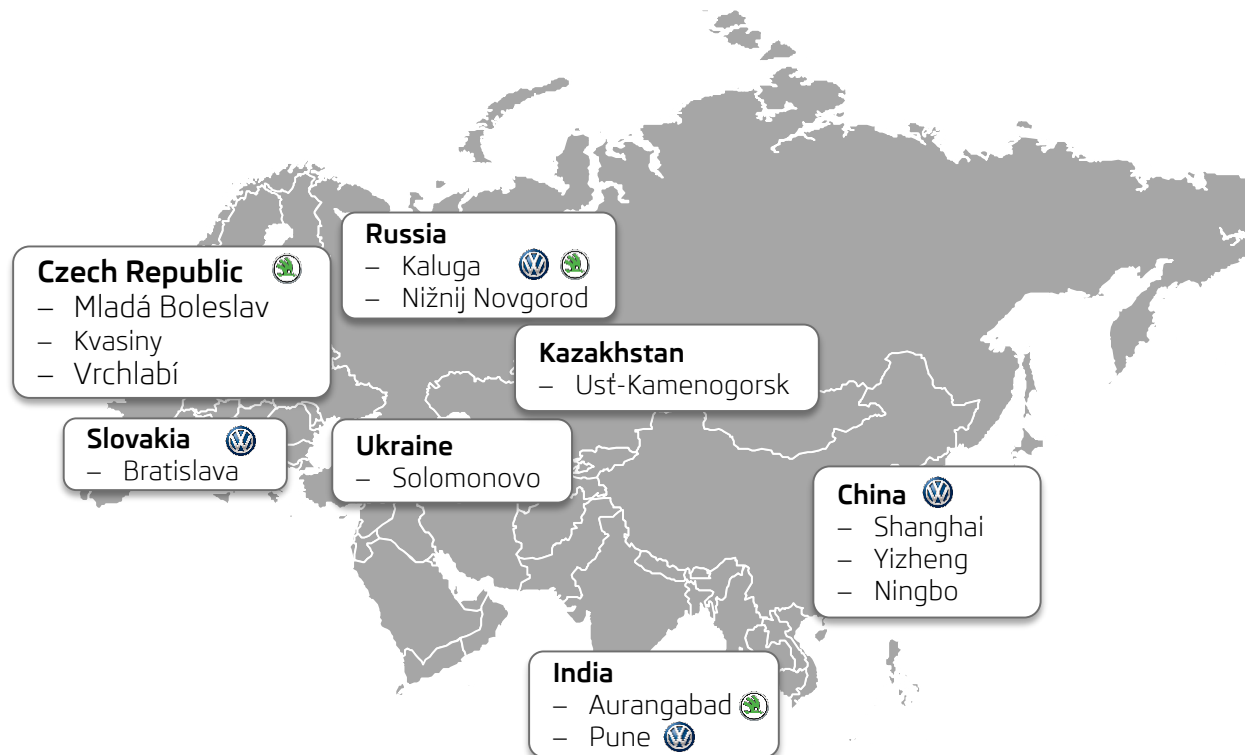 Russia
– Kaluga
– Nižnij Novgorod
Czech Republic
– Mladá Boleslav
– Kvasiny
– Vrchlabí
Kazakhstan
– Usť-Kamenogorsk
Slovakia
– Bratislava
Ukraine
– Solomonovo
China
– Shanghai
– Yizheng
– Ningbo
India
– Aurangabad
– Pune